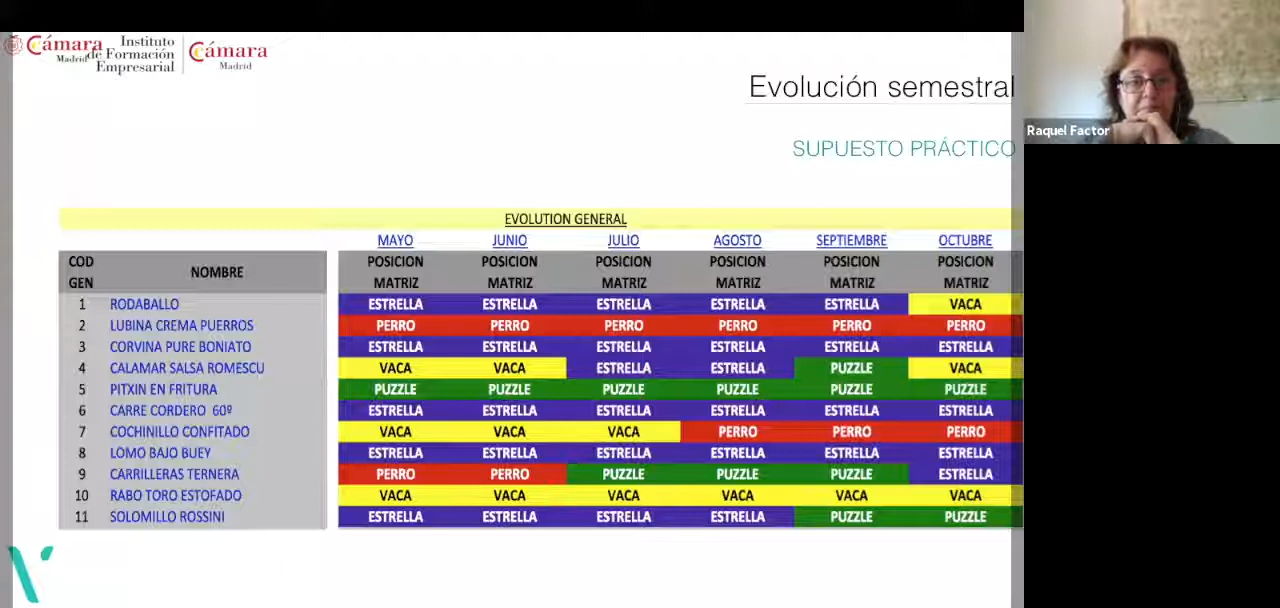 Cámara
Madrid
Instituto
de Formación
Empresarial
Cámara
Madrid
Evolución semestral
SUPUESTO PRÁCTICO
Raquel Factor
EVOLUTION GENERAL
MAYO JUNIO JULIO AGOSTO SEPTIEMBRE OCTUBRE
COD GEN NOMBRE POSICION MATRIZ POSICION MATRIZ POSICION MATRIZ POSICION MATRIZ POSICION MATRIZ POSICION MATRIZ
1 RODABALLO ESTRELLA ESTRELLA ESTRELLA ESTRELLA ESTRELLA VACA
2 LUBINA CREMA PUERROS PERRO PERRO PERRO PERRO PERRO PERRO
3 CORVINA PURE BONIATO ESTRELLA ESTRELLA ESTRELLA ESTRELLA ESTRELLA ESTRELLA
4 CALAMAR SALSA ROMESCU VACA VACA ESTRELLA ESTRELLA PUZZLE VACA
5 PITXIN EN FRITURA PUZZLE PUZZLE PUZZLE PUZZLE PUZZLE PUZZLE
6 CARRE CORDERO 60º ESTRELLA ESTRELLA ESTRELLA ESTRELLA ESTRELLA ESTRELLA
7 COCHINILLO CONFITADO VACA VACA VACA PERRO PERRO PERRO
8 LOMO BAJO BUEY ESTRELLA ESTRELLA ESTRELLA ESTRELLA ESTRELLA ESTRELLA
9 CARRILLERAS TERNERA PERRO PERRO PUZZLE PUZZLE PUZZLE ESTRELLA
10 RABO TORO ESTOFADO VACA VACA VACA VACA VACA VACA
11 SOLOMILLO ROSSINI ESTRELLA ESTRELLA ESTRELLA ESTRELLA PUZZLE PUZZLE